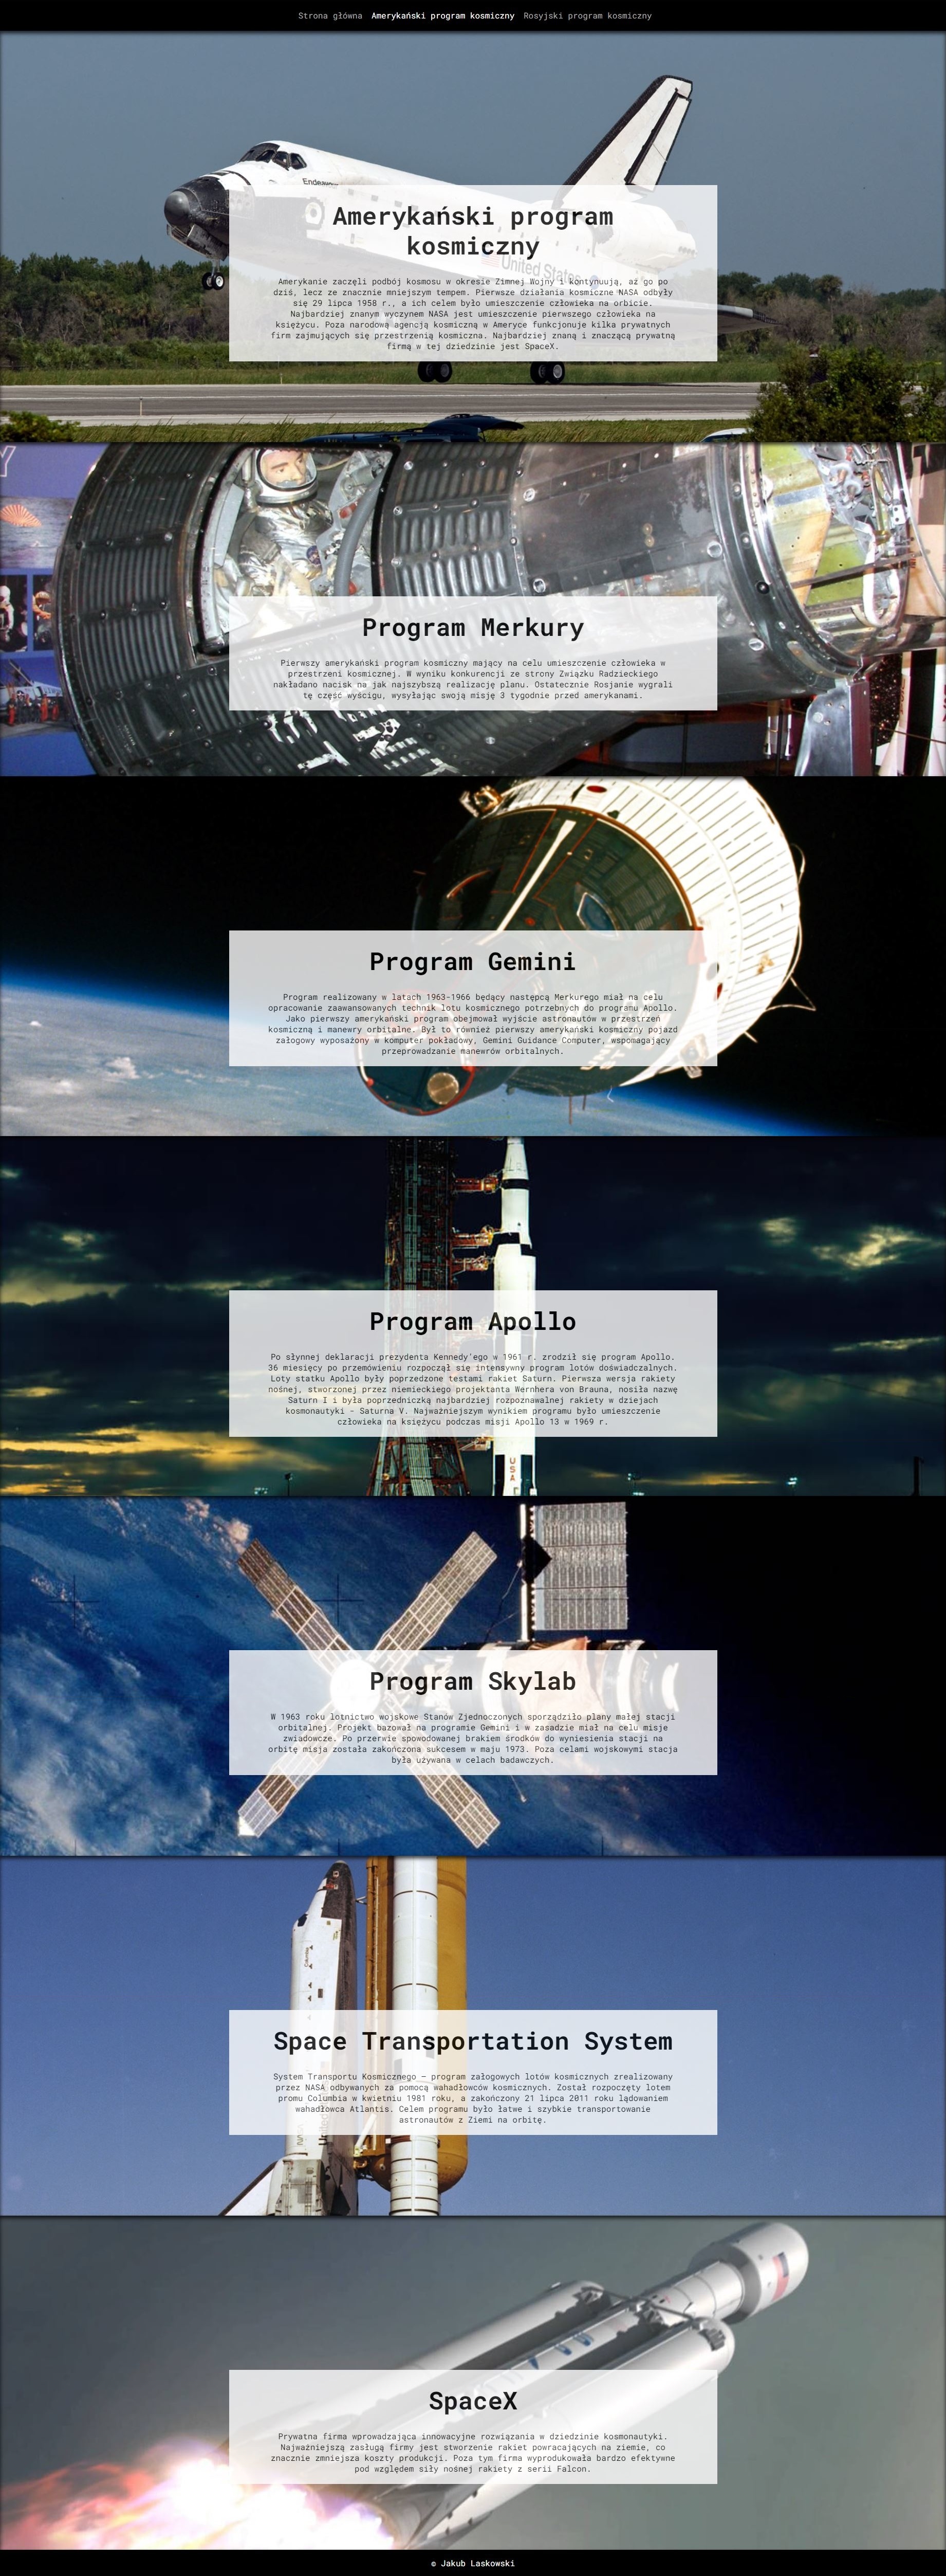 Strona główna Amerykański program kosmiczny Rosyjski program kosmiczny
Endeavour
United States
Amerykański program
kosmiczny
Amerykanie zaczęli podbój kosmosu w okresie Zimnej Wojny i kontynuują, aż go po
dziś, lecz ze znacznie mniejszym tempem. Pierwsze działania kosmiczne NASA odbyły
się 29 lipca 1958 r., a ich celem było umieszczenie człowieka na orbicie.
Najbardziej znanym wyczynem NASA jest umieszczenie pierwszego człowieka na
księżycu. Poza narodową agencją kosmiczną w Ameryce funkcjonuje kilka prywatnych
firm zajmujących się przestrzenią kosmiczna. Najbardziej znaną i znaczącą prywatną
firmą w tej dziedzinie jest SpaceX.
Program Merkury
Pierwszy amerykański program kosmiczny mający na celu umieszczenie człowieka w
przestrzeni kosmicznej. W wyniku konkurencji ze strony Związku Radzieckiego
nakładano nacisk na jak najszybszą realizację planu. Ostatecznie Rosjanie wygrali
tę część wyścigu, wysyłając swoją misję 3 tygodnie przed amerykanami.
Program Gemini
Program realizowany w latach 1963-1966 będący następcą Merkurego miał na celu
opracowanie zaawansowanych technik lotu kosmicznego potrzebnych do programu Apollo.
Jako pierwszy amerykański program obejmował wyjście astronautów w przestrzeń
kosmiczną i manewry orbitalne. Był to również pierwszy amerykański kosmiczny pojazd
załogowy wyposażony w komputer pokładowy, Gemini Guidance Computer, wspomagający
przeprowadzanie manewrów orbitalnych.
Program Apollo
Po słynnej deklaracji prezydenta Kennedy'ego w 1961 r. zrodził się program Apollo.
36 miesięcy po przemówieniu rozpoczął się intensywny program lotów doświadczalnych.
Loty statku Apollo były poprzedzone testami rakiet Saturn. Pierwsza wersja rakiety
nośnej, stworzonej przez niemieckiego projektanta Wernhera von Brauna, nosiła nazwę
Saturn I i była poprzedniczką najbardziej rozpoznawalnej rakiety w dziejach
kosmonautyki - Saturna V. Najważniejszym wynikiem programu było umieszczenie
człowieka na księżycu podczas misji Apollo 13 w 1969 r.
USA
Program Skylab
W 1963 roku lotnictwo wojskowe Stanów Zjednoczonych sporządziło plany małej stacji
orbitalnej. Projekt bazował na programie Gemini i w zasadzie miał na celu misje
zwiadowcze. Po przerwie spowodowanej brakiem środków do wyniesienia stacji na
orbitę misja została zakończona sukcesem w maju 1973. Poza celami wojskowymi stacja
była używana w celach badawczych.
Columbia
Space Transportation System
System Transportu Kosmicznego – program załogowych lotów kosmicznych zrealizowany
przez NASA odbywanych za pomocą wahadłowców kosmicznych. Został rozpoczęty lotem
promu Columbia w kwietniu 1981 roku, a zakończony 21 lipca 2011 roku lądowaniem
wahadłowca Atlantis. Celem programu było łatwe i szybkie transportowanie
astronautów z Ziemi na orbitę.
SpaceX
Prywatna firma wprowadzająca innowacyjne rozwiązania w dziedzinie kosmonautyki.
Najważniejszą zasługą firmy jest stworzenie rakiet powracających na ziemie, co
znacznie zmniejsza koszty produkcji. Poza tym firma wyprodukowała bardzo efektywne
pod względem siły nośnej rakiety z serii Falcon.
© Jakub Laskowski